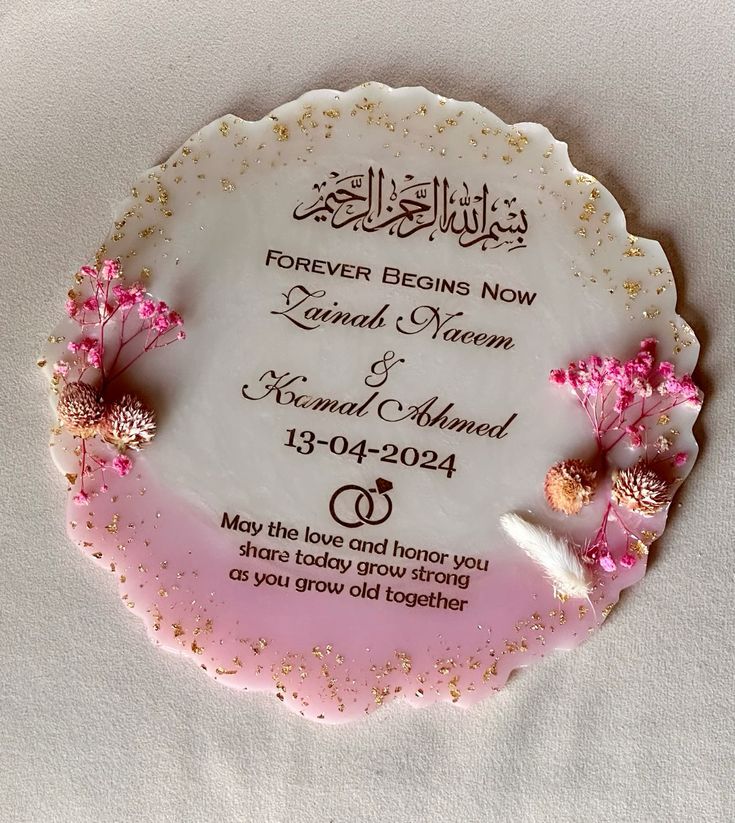 بسم الله الرحمن الرحيم
Forever Begins Now
Zainab Naeem
&
Kamal Ahmed
13-04-2024
May the love and honor you
share today grow strong
as you grow old together